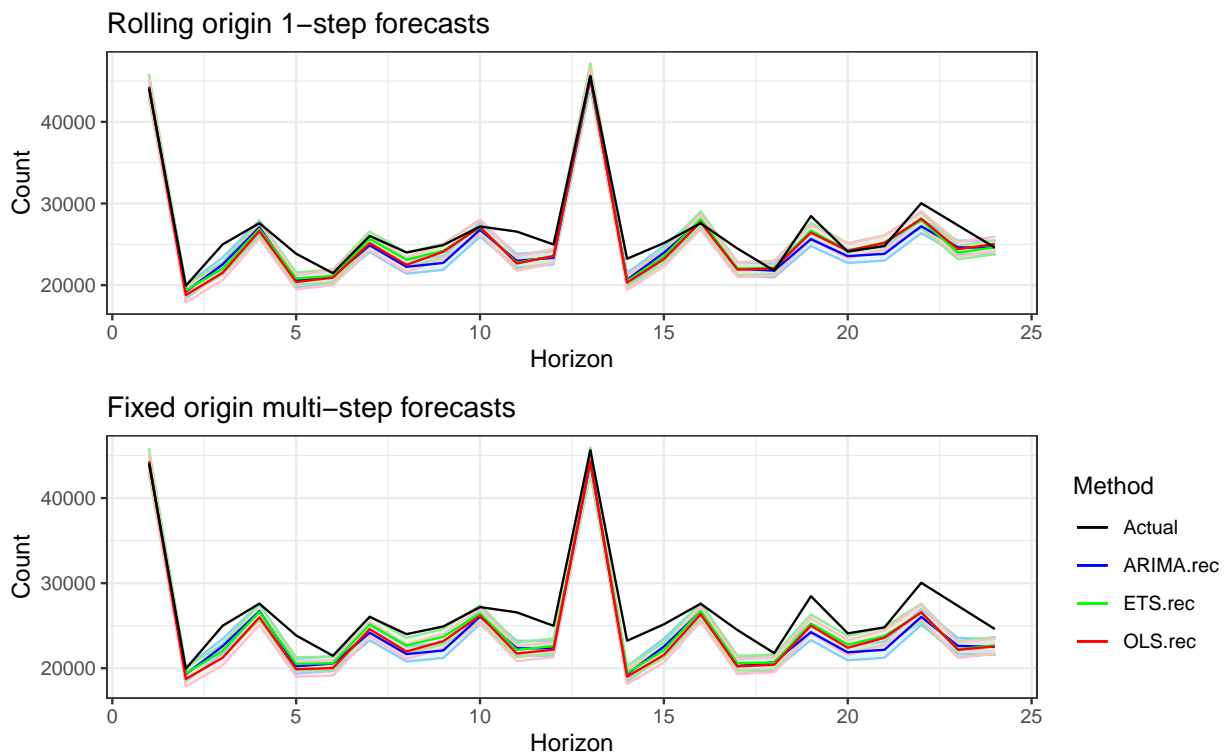 Rolling origin 1−step forecasts
Count
40000
30000
20000
0 5 10 15 20 25
Horizon
Fixed origin multi−step forecasts
Count
40000
30000
20000
0 5 10 15 20 25
Horizon
Method
Actual
ARIMA.rec
ETS.rec
OLS.rec